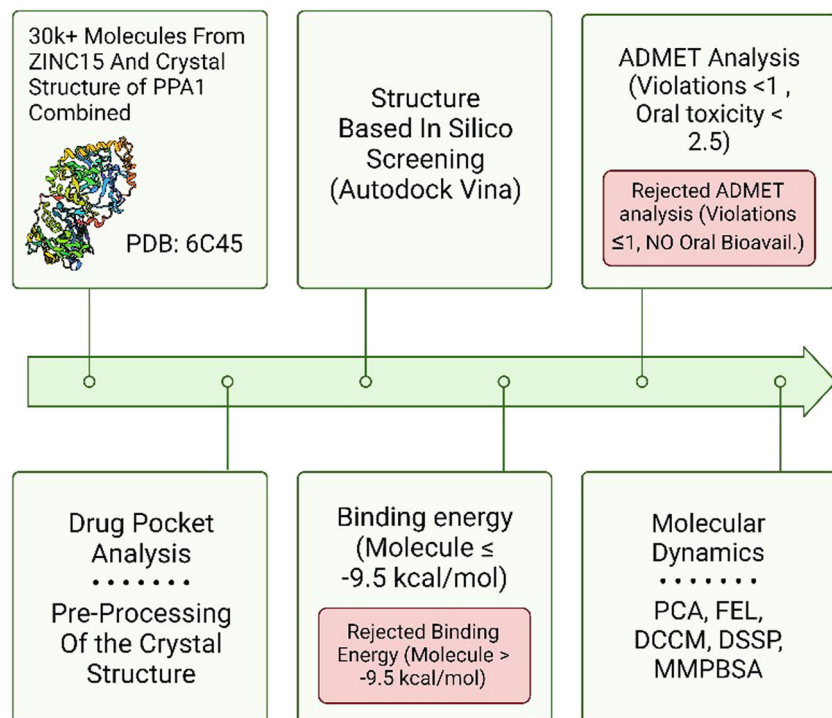 30k+ Molecules From
ZINC15 And Crystal
Structure of PPA1
Combined
PDB: 6C45
Structure
Based In Silico
Screening
(Autodock Vina)
ADMET Analysis
(Violations <1 ,
Oral toxicity <
2.5)
Rejected ADMET
analysis (Violations
≤1, NO Oral Bioavail.)
Drug Pocket
Analysis
Pre-Processing
Of the Crystal
Structure
Binding energy
(Molecule ≤
-9.5 kcal/mol)
Rejected Binding
Energy (Molecule >
-9.5 kcal/mol)
Molecular
Dynamics
PCA, FEL,
DCCM, DSSP,
MMPBSA